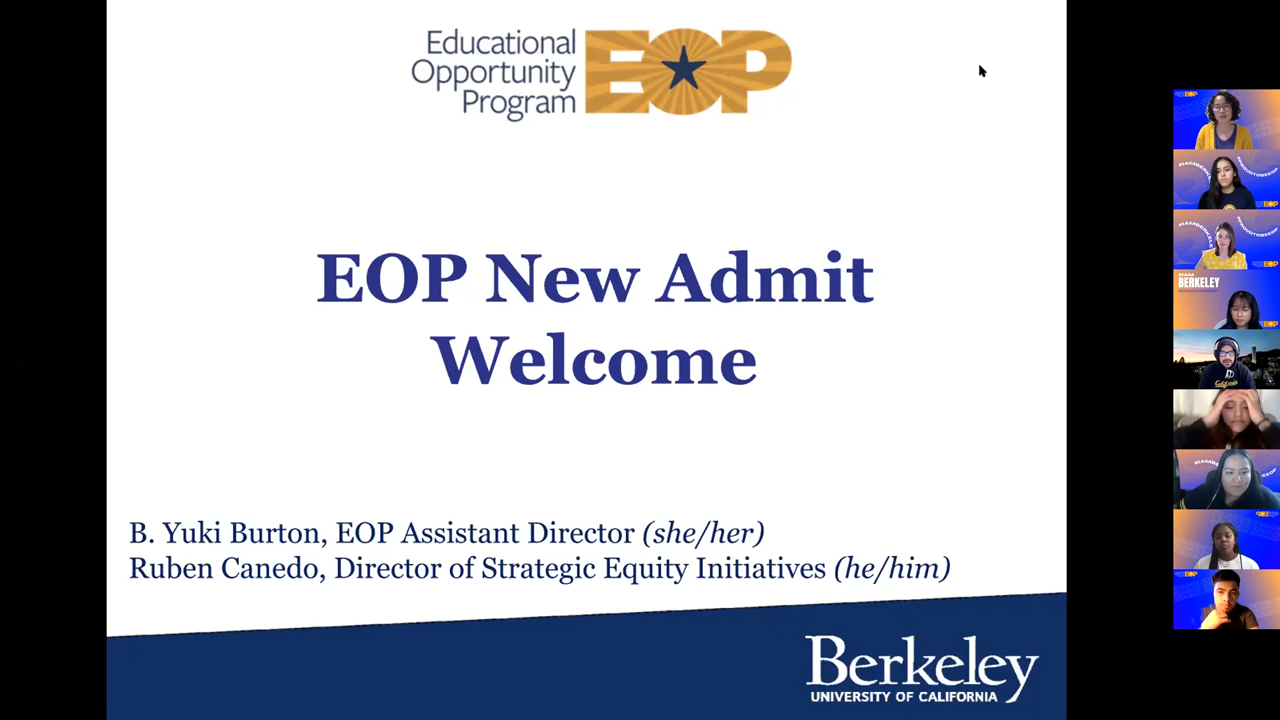 Educational
Opportunity
Program
EOP
EOP New Admit
Welcome
B. Yuki Burton, EOP Assistant Director (she/her)
Ruben Canedo, Director of Strategic Equity Initiatives (he/him)
Berkeley
UNIVERSITY OF CALIFORNIA
BERKELEY